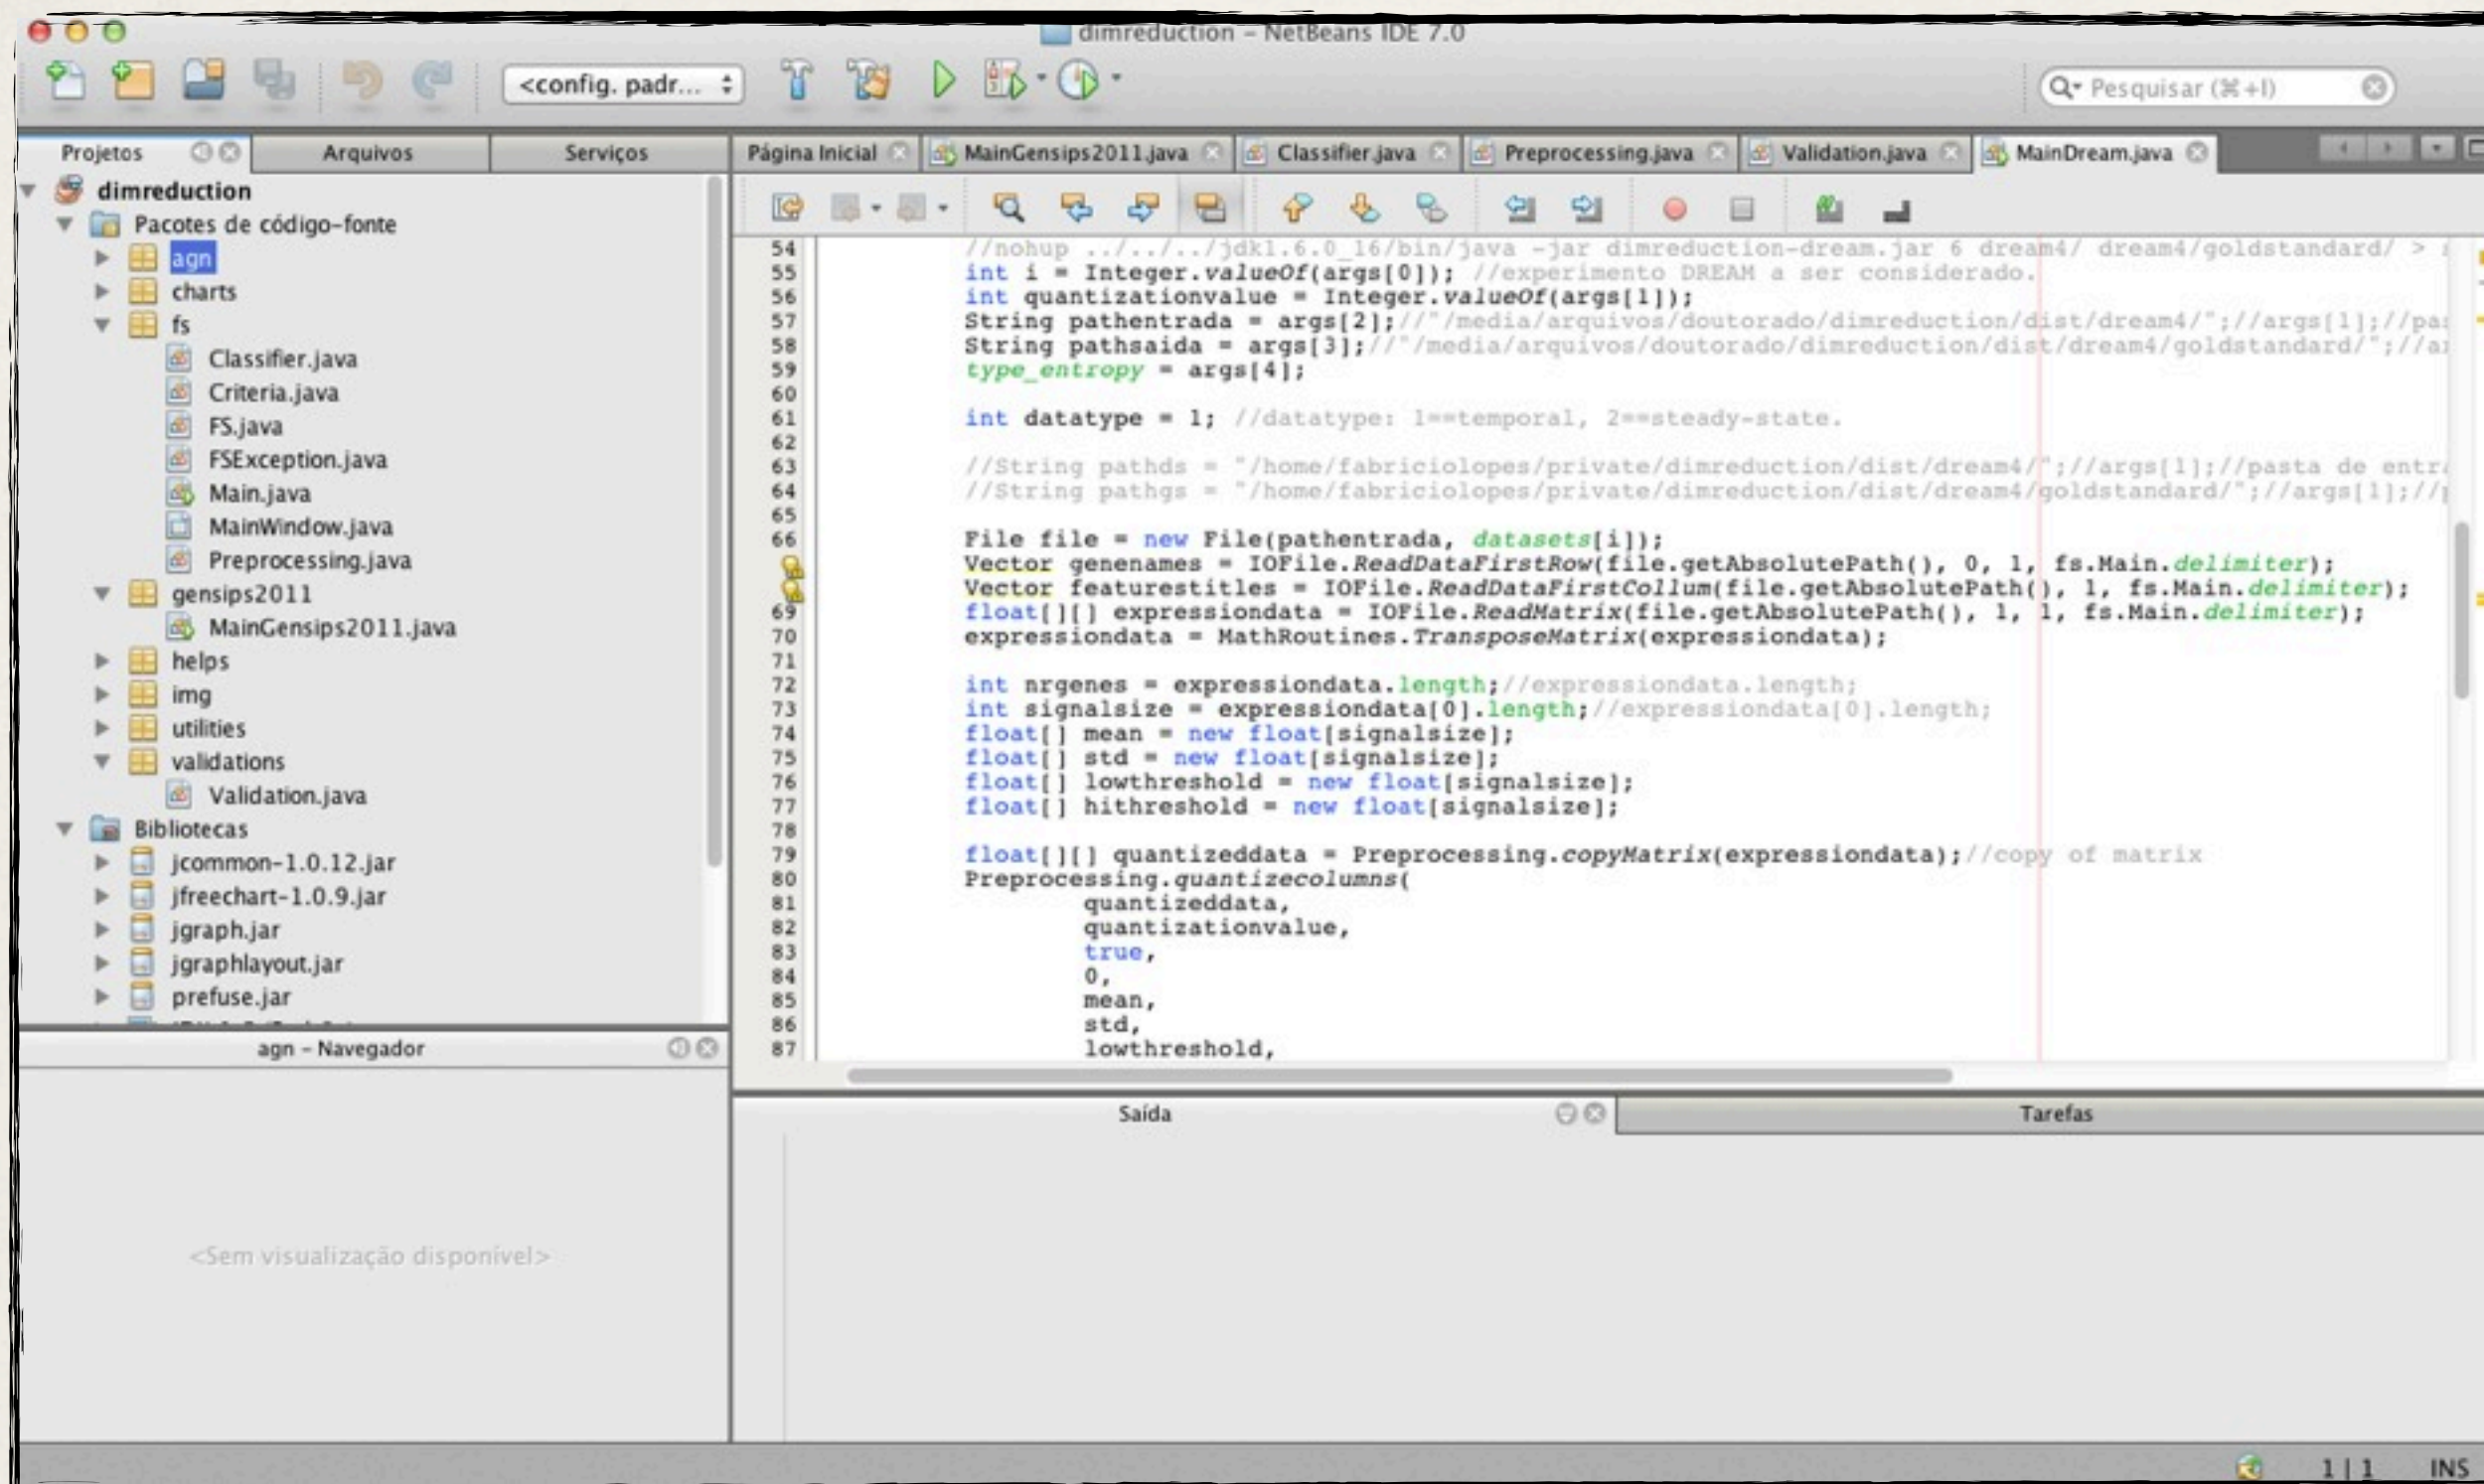 dimreduction - NetBeans IDE 7.0
<config. padr...
Pesquisar (⌘+I)
Projetos
Arquivos
Serviços
Página Inicial
MainGensips2011.java
Classifier.java
Preprocessing.java
Validation.java
MainDream.java
dimreduction
Pacotes de código-fonte
agn
charts
fs
Classifier.java
Criteria.java
FS.java
FSException.java
Main.java
MainWindow.java
Preprocessing.java
gensips2011
MainGensips2011.java
helps
img
utilities
validations
Validation.java
Bibliotecas
jcommon-1.0.12.jar
jfreechart-1.0.9.jar
jgraph.jar
jgraphlayout.jar
prefuse.jar
agn - Navegador
<Sem visualização disponível>
54 //nohup ../../../jdk1.6.0_16/bin/java -jar dimreduction-dream.jar 6 dream4/ dream4/goldstandard/ >
55 int i = Integer.valueOf(args[0]); //experimento DREAM a ser considerado.
56 int quantizationvalue = Integer.valueOf(args[1]);
57 String pathentrada = args[2];//"/media/arquivos/doutorado/dimreduction/dist/dream4/";//args[1];//pas
58 String pathsaida = args[3];//"/media/arquivos/doutorado/dimreduction/dist/dream4/goldstandard/";//a
59 type_entropy = args[4];
60
61 int datatype = 1; //datatype: 1==temporal, 2==steady-state.
62
63 //String pathds = "/home/fabriciolopes/private/dimreduction/dist/dream4/";//args[1];//pasta de entr
64 //String pathgs = "/home/fabriciolopes/private/dimreduction/dist/dream4/goldstandard/";//args[1];//
65
66 File file = new File(pathentrada, datasets[i]);
Vector genenames = IOFile.ReadDataFirstRow(file.getAbsolutePath(), 0, 1, fs.Main.delimiter);
Vector featurestitles = IOFile.ReadDataFirstCollum(file.getAbsolutePath(), 1, fs.Main.delimiter);
69 float[][] expressiondata = IOFile.ReadMatrix(file.getAbsolutePath(), 1, 1, fs.Main.delimiter);
70 expressiondata = MathRoutines.TransposeMatrix(expressiondata);
71
72 int nrgenes = expressiondata.length;//expressiondata.length;
73 int signalsize = expressiondata[0].length;//expressiondata[0].length;
74 float[] mean = new float[signalsize];
75 float[] std = new float[signalsize];
76 float[] lowthreshold = new float[signalsize];
77 float[] hithreshold = new float[signalsize];
78
79 float[][] quantizeddata = Preprocessing.copyMatrix(expressiondata);//copy of matrix
80 Preprocessing.quantizecolumns(
81 quantizeddata,
82 quantizationvalue,
83 true,
84 0,
85 mean,
86 std,
87 lowthreshold,
Saída
Tarefas
1|1 INS